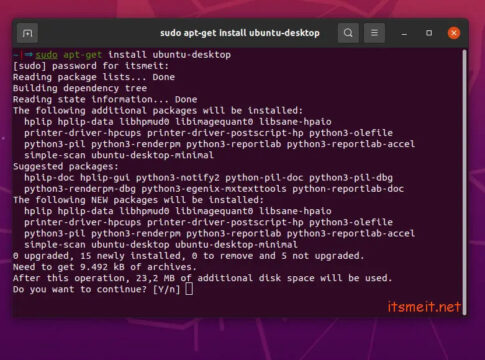 sudo apt-get install ubuntu-desktop
~ ⇒ sudo apt-get install ubuntu-desktop
[sudo] password for itsmeit:
Reading package lists... Done
Building dependency tree
Reading state information... Done
The following additional packages will be installed:
hplip hplip-data libhpmud0 libimagequant0 libsane-hpaio
printer-driver-hpcups printer-driver-postscript-hp python3-olefile
python3-pil python3-renderpm python3-reportlab python3-reportlab-accel
simple-scan ubuntu-desktop-minimal
Suggested packages:
hplip-doc hplip-gui python3-notify2 python-pil-doc python3-pil-dbg
python3-renderpm-dbg python3-egenix-mxtexttools python-reportlab-doc
The following NEW packages will be installed:
hplip hplip-data libhpmud0 libimagequant0 libsane-hpaio
printer-driver-hpcups printer-driver-postscript-hp python3-olefile
python3-pil python3-renderpm python3-reportlab python3-reportlab-accel
simple-scan ubuntu-desktop ubuntu-desktop-minimal
0 upgraded, 15 newly installed, 0 to remove and 5 not upgraded.
Need to get 9.492 kB of archives.
After this operation, 23,2 MB of additional disk space will be used.
Do you want to continue? [Y/n]
itsmeit.net